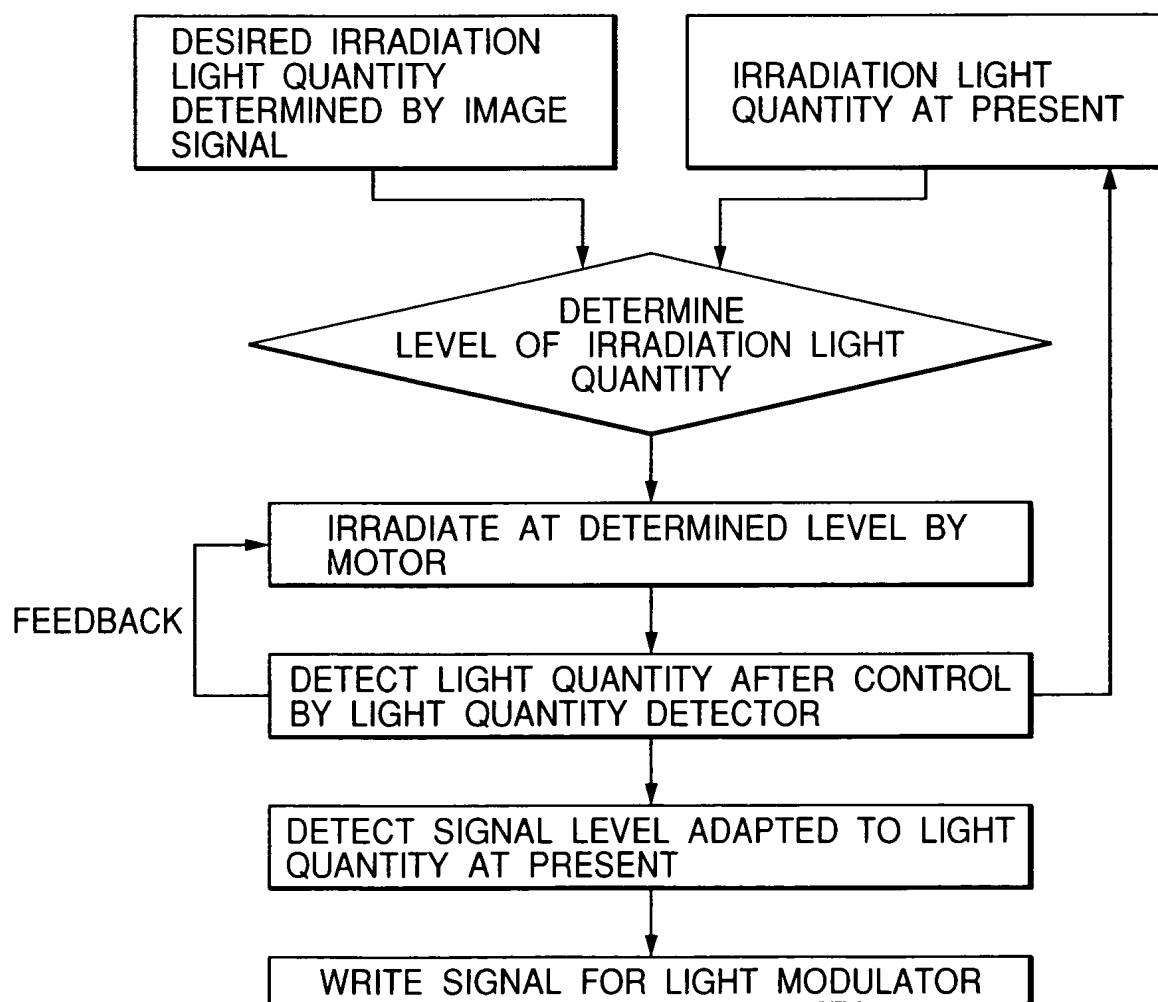 DESIRED IRRADIATION
LIGHT QUANTITY
DETERMINED BY IMAGE
SIGNAL
IRRADIATION LIGHT
QUANTITY AT PRESENT
DETERMINE
LEVEL OF IRRADIATION LIGHT
QUANTITY
IRRADIATE AT DETERMINED LEVEL BY
MOTOR
FEEDBACK
DETECT LIGHT QUANTITY AFTER CONTROL
BY LIGHT QUANTITY DETECTOR
DETECT SIGNAL LEVEL ADAPTED TO LIGHT
QUANTITY AT PRESENT
WRITE SIGNAL FOR LIGHT MODULATOR